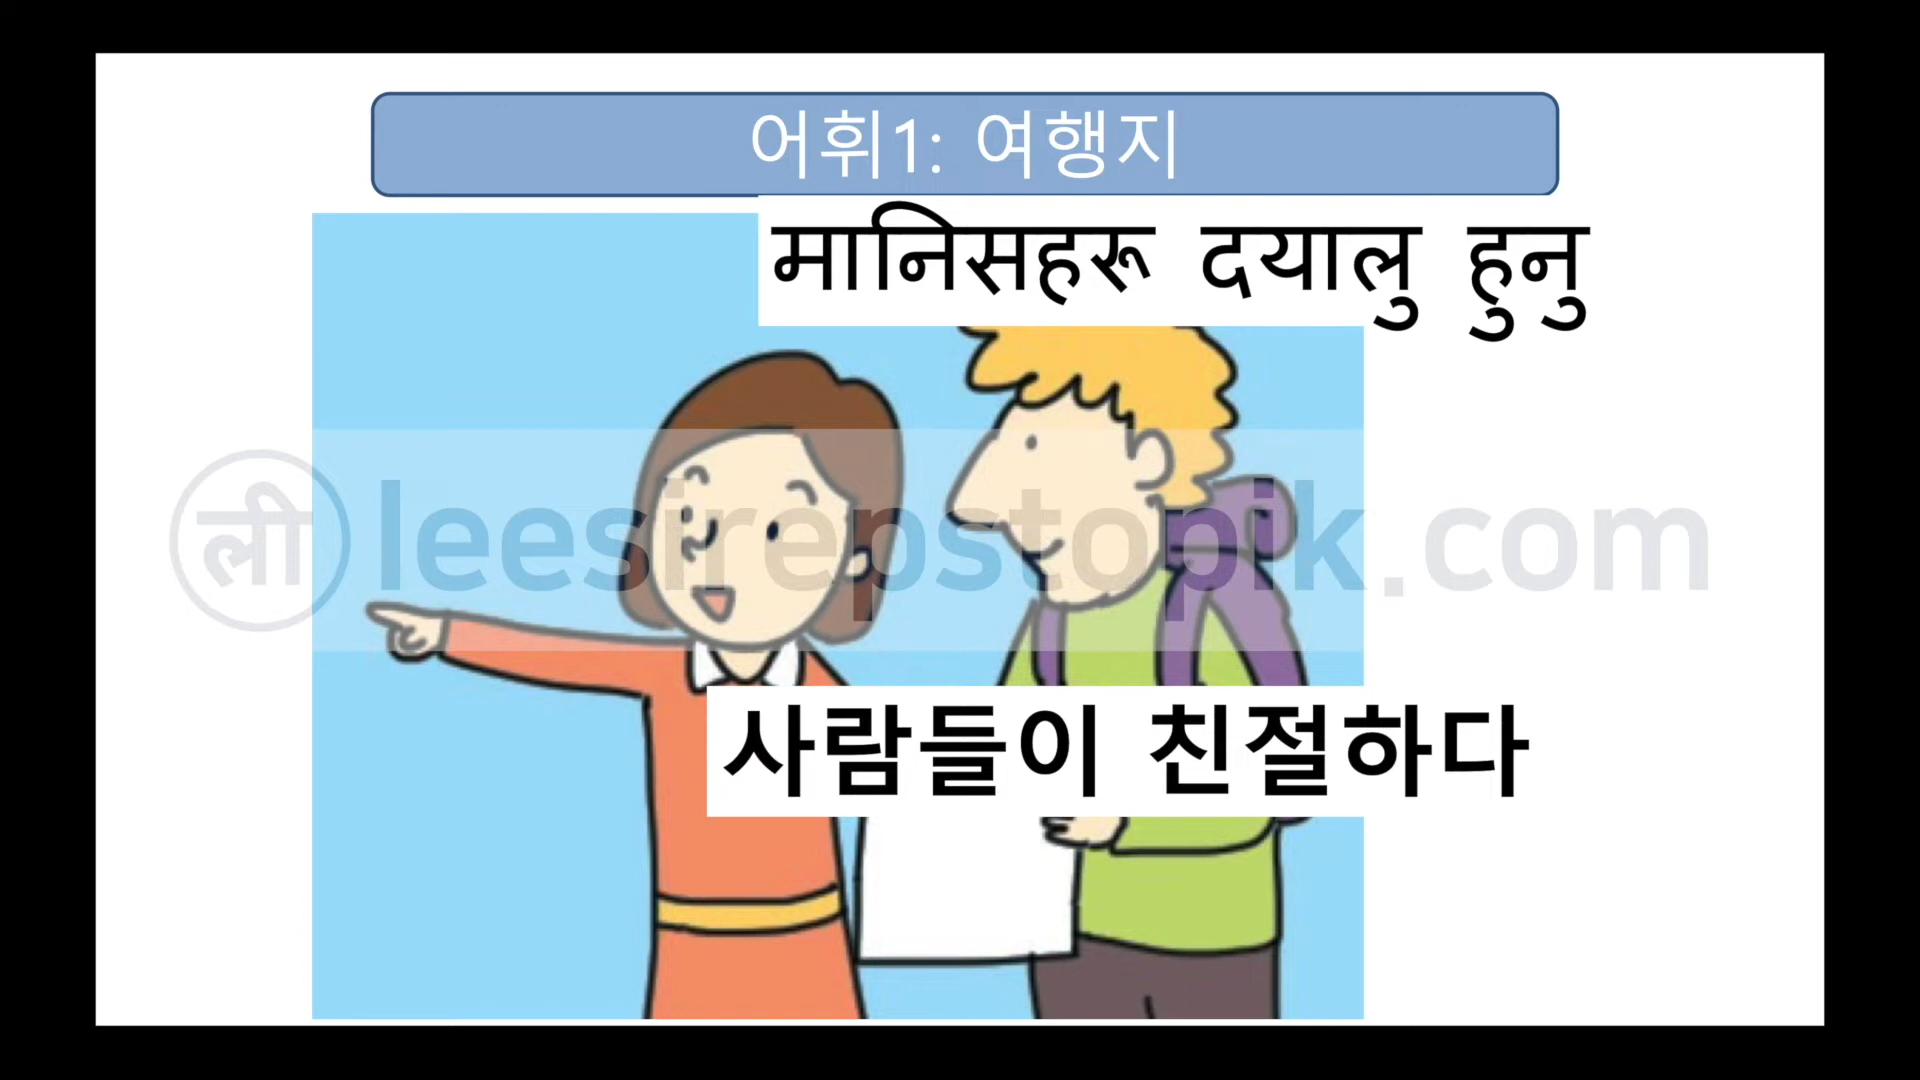 어휘1: 여행지
मानिसहरू दयालु हुनु
ली leesirepstopik.com
사람들이 친절하다